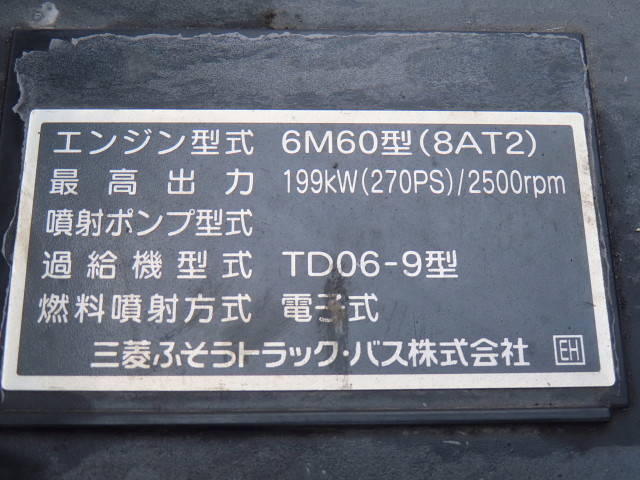 エンジン型式 6M60型(8AT2)
最高出力 199kW(270PS)/2500rpm
噴射ポンプ型式
過給機型式 TD06-9型
燃料噴射方式 電子式
三菱ふそうトラック・バス株式会社 EH